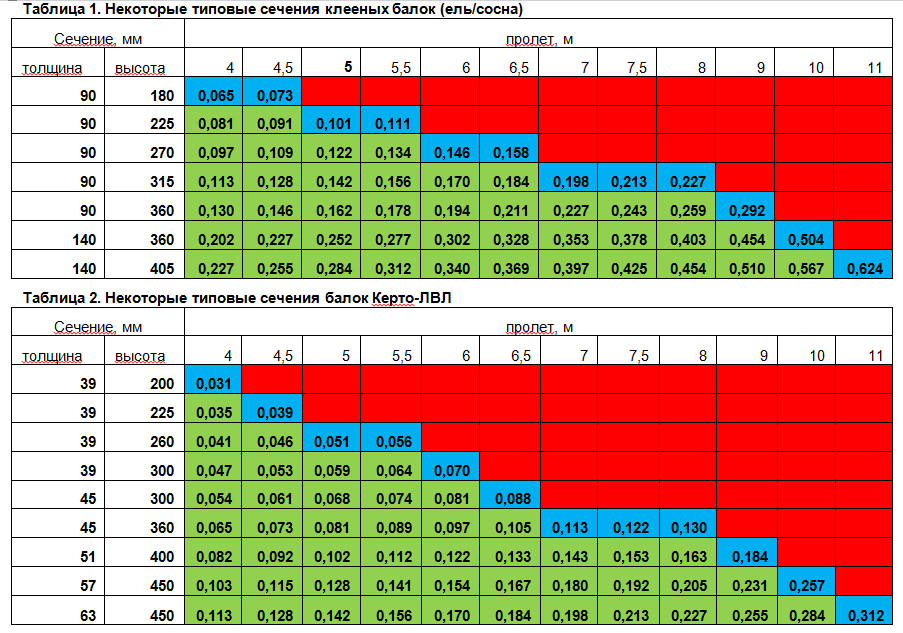 Таблица 1. Некоторые типовые сечения клееных балок (ель/сосна)
Сечение, мм пролет, м
толщина высота 4 4,5 5 5,5 6 6,5 7 7,5 8 9 10 11
90 180 0,065 0,073
90 225 0,081 0,091 0,101 0,111
90 270 0,097 0,109 0,122 0,134 0,146 0,158
90 315 0,113 0,128 0,142 0,156 0,170 0,184 0,198 0,213 0,227
90 360 0,130 0,146 0,162 0,178 0,194 0,211 0,227 0,243 0,259 0,292
140 360 0,202 0,227 0,252 0,277 0,302 0,328 0,353 0,378 0,403 0,454 0,504
140 405 0,227 0,255 0,284 0,312 0,340 0,369 0,397 0,425 0,454 0,510 0,567 0,624
Таблица 2. Некоторые типовые сечения балок Керто-ЛВЛ
Сечение, мм пролет, м
толщина высота 4 4,5 5 5,5 6 6,5 7 7,5 8 9 10 11
39 200 0,031
39 225 0,035 0,039
39 260 0,041 0,046 0,051 0,056
39 300 0,047 0,053 0,059 0,064 0,070
45 300 0,054 0,061 0,068 0,074 0,081 0,088
45 360 0,065 0,073 0,081 0,089 0,097 0,105 0,113 0,122 0,130
51 400 0,082 0,092 0,102 0,112 0,122 0,133 0,143 0,153 0,163 0,184
57 450 0,103 0,115 0,128 0,141 0,154 0,167 0,180 0,192 0,205 0,231 0,257
63 450 0,113 0,128 0,142 0,156 0,170 0,184 0,198 0,213 0,227 0,255 0,284 0,312